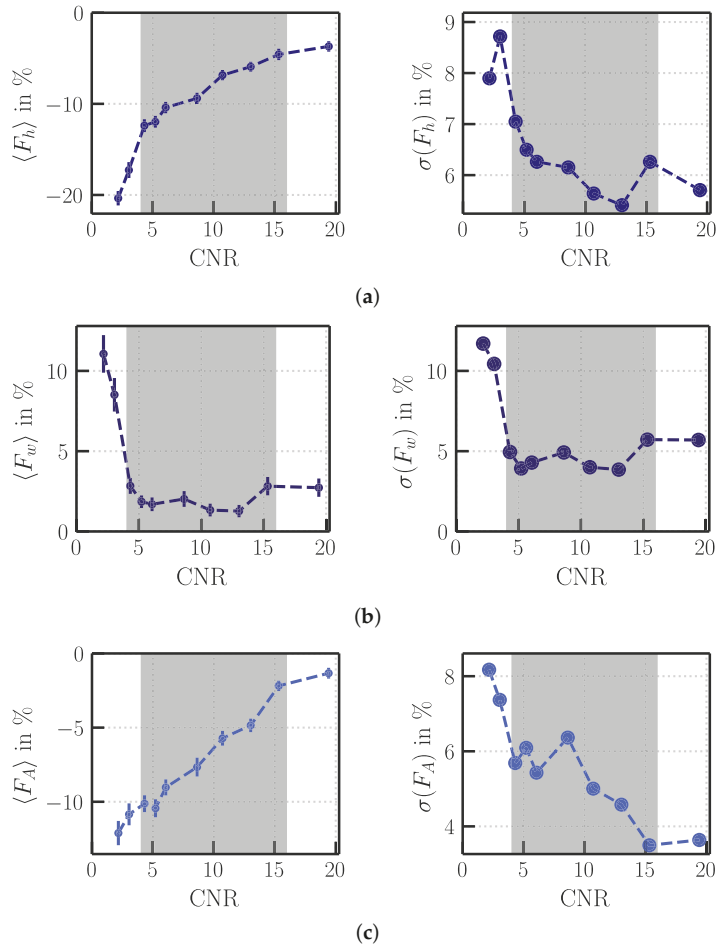 0
−10
−20
⟨F_h⟩ in %
0 5 10 15 20
CNR
9
8
7
6
σ(F_h) in %
0 5 10 15 20
CNR
(a)
10
5
0
⟨F_w⟩ in %
0 5 10 15 20
CNR
10
5
0
σ(F_w) in %
0 5 10 15 20
CNR
(b)
0
−5
−10
⟨F_A⟩ in %
0 5 10 15 20
CNR
8
6
4
σ(F_A) in %
0 5 10 15 20
CNR
(c)